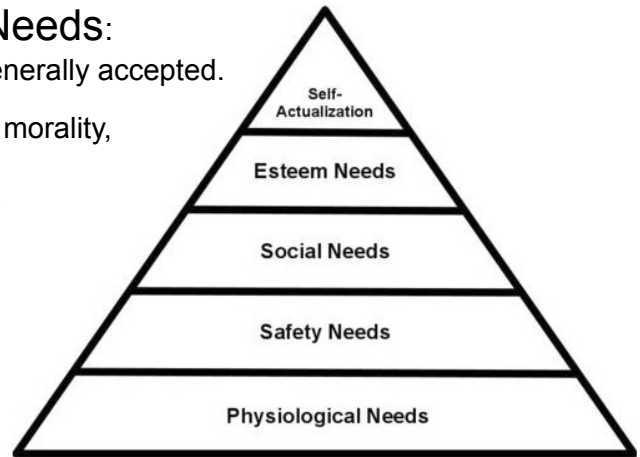 Needs:
enerally accepted.
morality,
Self-
Actualization
Esteem Needs
Social Needs
Safety Needs
Physiological Needs